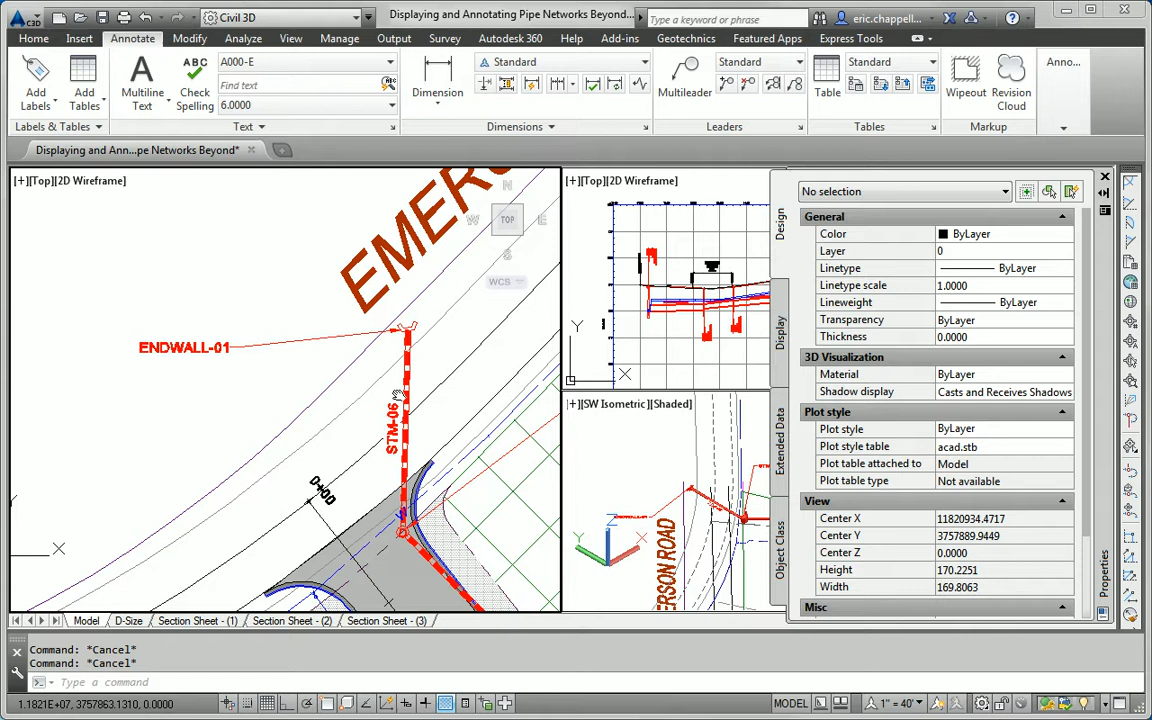 C3D Civil 3D Displaying and Annotating Pipe Networks Beyond... Type a keyword or phrase eric.chappell...
Home Insert Annotate Modify Analyze View Manage Output Survey Autodesk 360 Help Add-ins Geotechnics Featured Apps Express Tools
Add Labels Add Tables Multiline Text ABC Check Spelling A000-E Find text 6.0000 Dimension Standard Multileader Standard Table Standard Wipeout Revision Cloud Anno...
Labels & Tables Text Dimensions Leaders Tables Markup
Displaying and Ann...pe Networks Beyond*
[+][Top][2D Wireframe]
[+][Top][2D Wireframe]
EMERS
N
W TOP E
S
WCS
ENDWALL-01
STM-06
0+00
Y
X
[+][SW Isometric][Shaded]
Z
Y X
ERSON ROAD
No selection
Design
Display
Extended Data
Object Class
Properties
General
Color ByLayer
Layer 0
Linetype ByLayer
Linetype scale 1.0000
Lineweight ByLayer
Transparency ByLayer
Thickness 0.0000
3D Visualization
Material ByLayer
Shadow display Casts and Receives Shadows
Plot style
Plot style ByLayer
Plot style table acad.stb
Plot table attached to Model
Plot table type Not available
View
Center X 11820934.4717
Center Y 3757889.9449
Center Z 0.0000
Height 170.2251
Width 169.8063
Misc
Model D-Size Section Sheet - (1) Section Sheet - (2) Section Sheet - (3)
Command: *Cancel*
Command: *Cancel*
Type a command
1.1821E+07, 3757863.1310, 0.0000 MODEL 1" = 40'